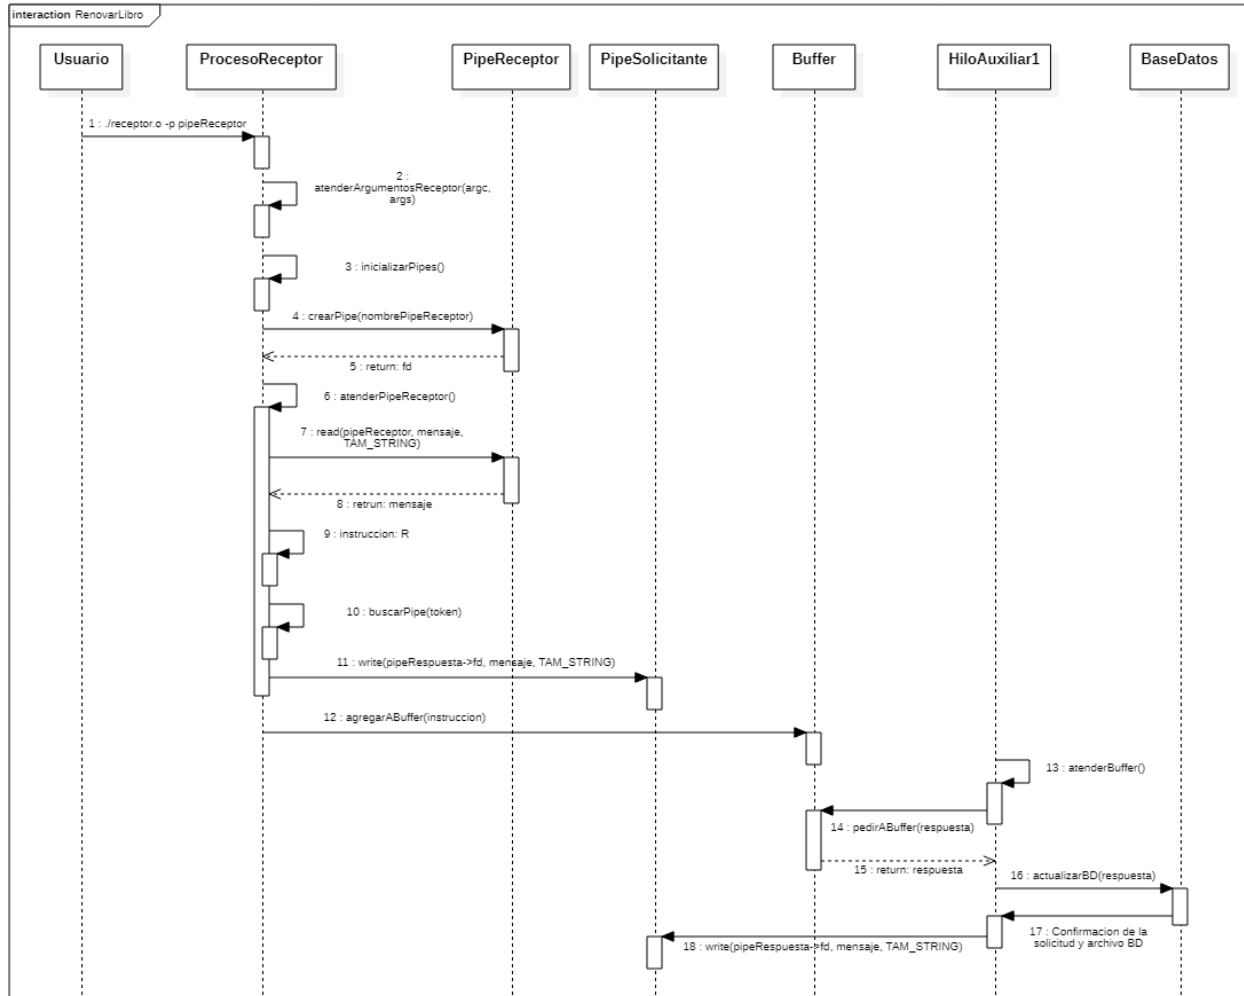 interaction RenovarLibro
Usuario
ProcesoReceptor
PipeReceptor
PipeSolicitante
Buffer
HiloAuxiliar1
BaseDatos
1 : ./receptor.o -p pipeReceptor
2 :
atenderArgumentosReceptor(argc,
args)
3 : inicializarPipes()
4 : crearPipe(nombrePipeReceptor)
5 : return: fd
6 : atenderPipeReceptor()
7 : read(pipeReceptor, mensaje,
TAM_STRING)
8 : retrun: mensaje
9 : instruccion: R
10 : buscarPipe(token)
11 : write(pipeRespuesta->fd, mensaje, TAM_STRING)
12 : agregarABuffer(instruccion)
13 : atenderBuffer()
14 : pedirABuffer(respuesta)
15 : return: respuesta
16 : actualizarBD(respuesta)
17 : Confirmacion de la
solicitud y archivo BD
18 : write(pipeRespuesta->fd, mensaje, TAM_STRING)